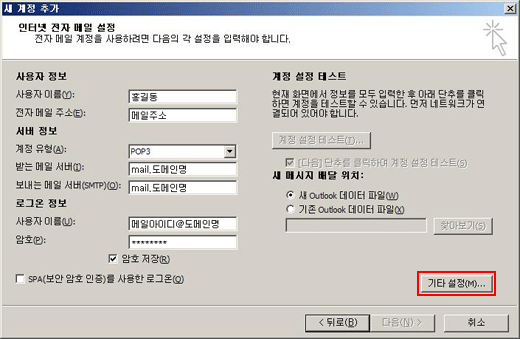 새 계정 추가
인터넷 전자 메일 설정
전자 메일 계정을 사용하려면 다음의 각 설정을 입력해야 합니다.
사용자 정보
사용자 이름(Y): 홍길동
전자 메일 주소(E): 메일주소
서버 정보
계정 유형(A): POP3
받는 메일 서버(I): mail.도메인명
보내는 메일 서버(SMTP)(O): mail.도메인명
로그온 정보
사용자 이름(U): 메일아이디@도메인명
암호(P): ********
암호 저장(R)
SPA(보안 암호 인증)를 사용한 로그온(Q)
계정 설정 테스트
현재 화면에서 정보를 모두 입력한 후 아래 단추를 클릭
하면 계정을 테스트할 수 있습니다. 먼저 네트워크가 연
결되어 있어야 합니다.
계정 설정 테스트(T)...
[다음] 단추를 클릭하여 계정 설정 테스트(S)
새 메시지 배달 위치:
새 Outlook 데이터 파일(W)
기존 Outlook 데이터 파일(X)
찾아보기(S)
기타 설정(M)...
< 뒤로(B)
다음(N) >
취소